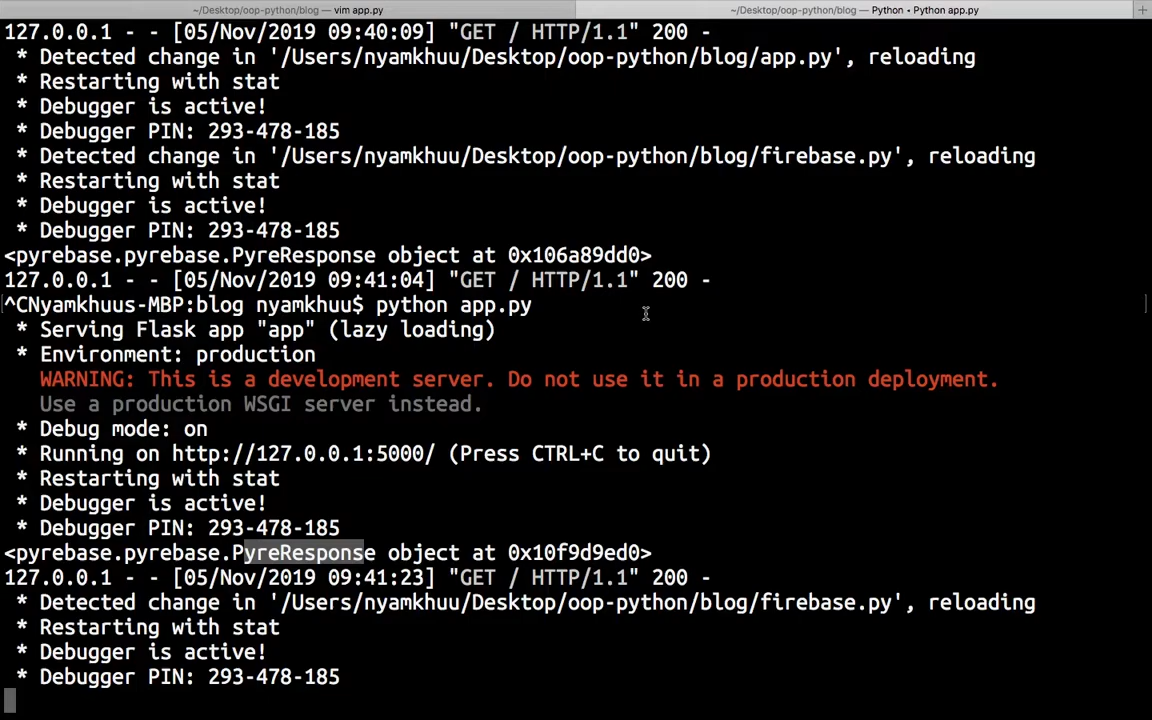 ~/Desktop/oop-python/blog — vim app.py
~/Desktop/oop-python/blog — Python • Python app.py
127.0.0.1 - - [05/Nov/2019 09:40:09] "GET / HTTP/1.1" 200 -
* Detected change in '/Users/nyamkhuu/Desktop/oop-python/blog/app.py', reloading
* Restarting with stat
* Debugger is active!
* Debugger PIN: 293-478-185
* Detected change in '/Users/nyamkhuu/Desktop/oop-python/blog/firebase.py', reloading
* Restarting with stat
* Debugger is active!
* Debugger PIN: 293-478-185
<pyrebase.pyrebase.PyreResponse object at 0x106a89dd0>
127.0.0.1 - - [05/Nov/2019 09:41:04] "GET / HTTP/1.1" 200 -
^CNyamkhuus-MBP:blog nyamkhuu$ python app.py
* Serving Flask app "app" (lazy loading)
* Environment: production
WARNING: This is a development server. Do not use it in a production deployment.
Use a production WSGI server instead.
* Debug mode: on
* Running on http://127.0.0.1:5000/ (Press CTRL+C to quit)
* Restarting with stat
* Debugger is active!
* Debugger PIN: 293-478-185
<pyrebase.pyrebase.PyreResponse object at 0x10f9d9ed0>
127.0.0.1 - - [05/Nov/2019 09:41:23] "GET / HTTP/1.1" 200 -
* Detected change in '/Users/nyamkhuu/Desktop/oop-python/blog/firebase.py', reloading
* Restarting with stat
* Debugger is active!
* Debugger PIN: 293-478-185